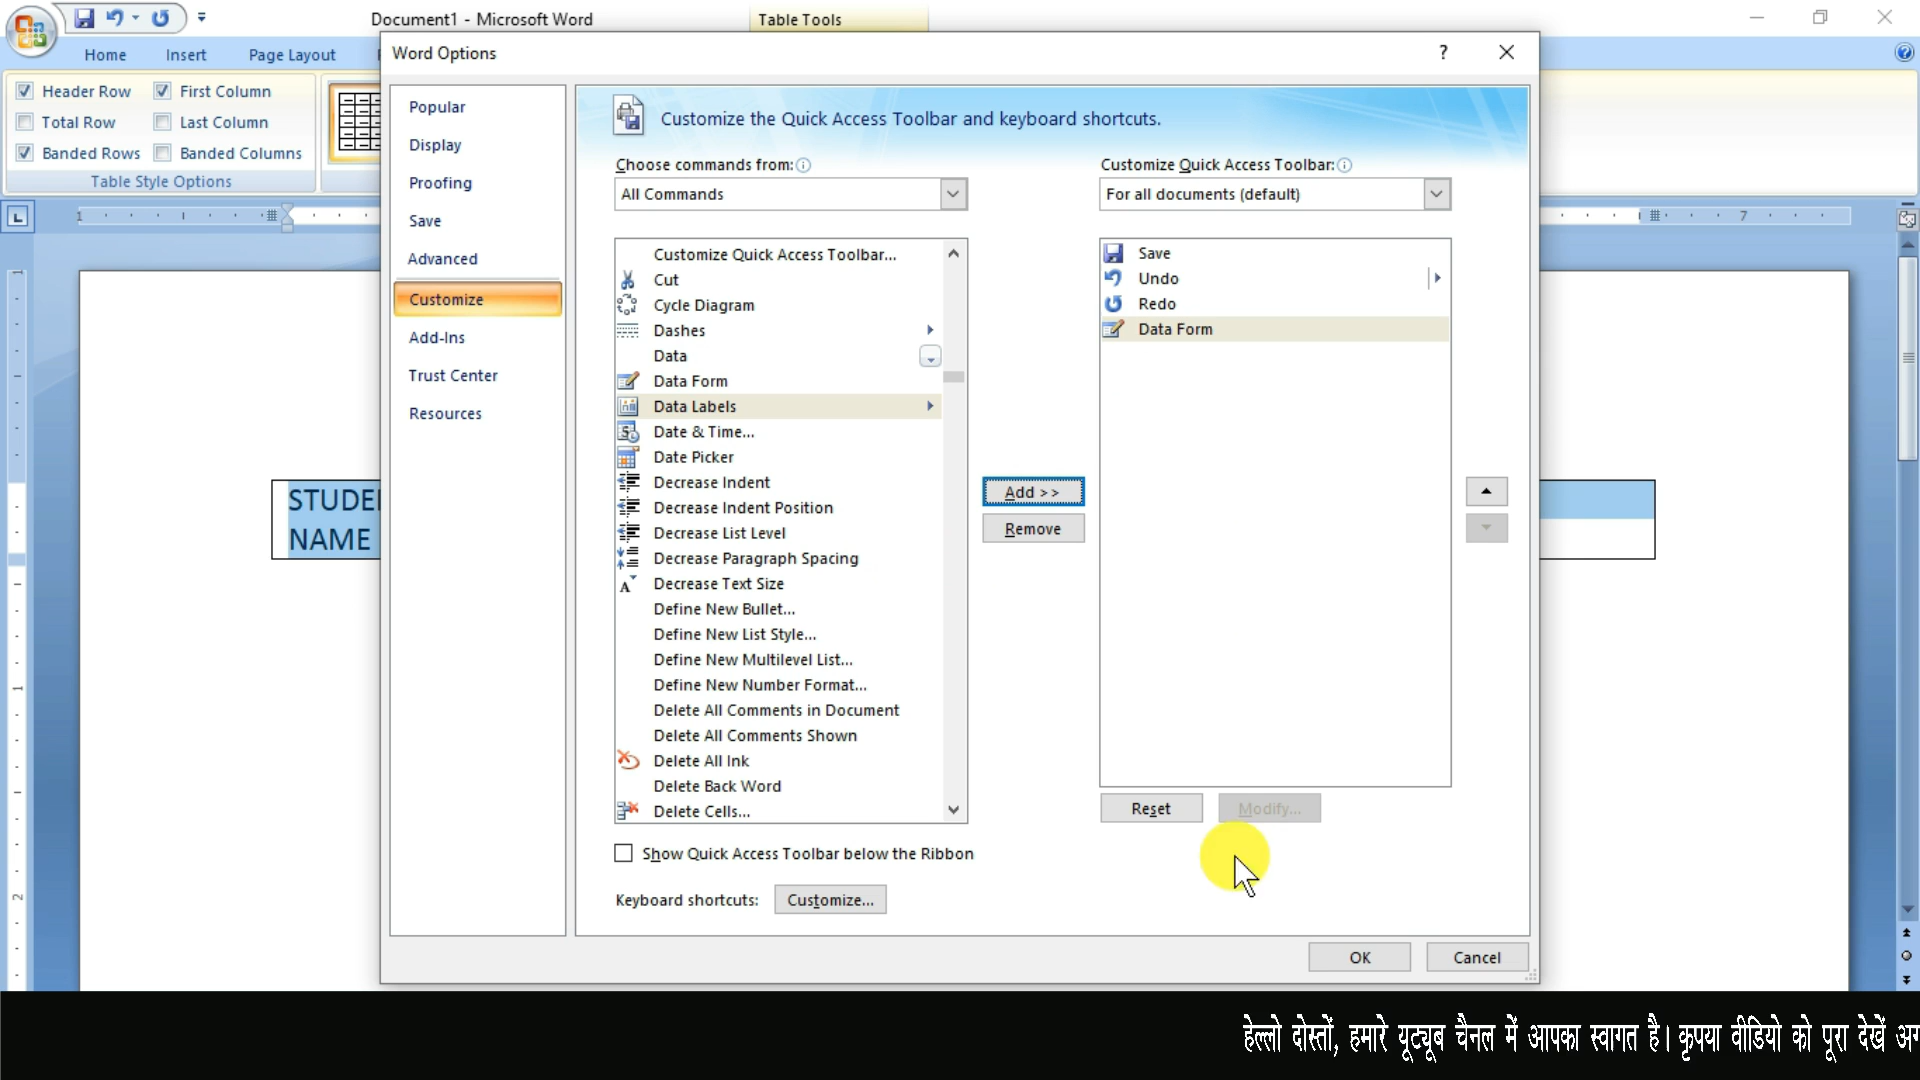 Document1 - Microsoft Word
Table Tools
Home
Insert
Page Layout
Header Row
First Column
Total Row
Last Column
Banded Rows
Banded Columns
Table Style Options
Word Options
?
Popular
Display
Proofing
Save
Advanced
Customize
Add-Ins
Trust Center
Resources
Customize the Quick Access Toolbar and keyboard shortcuts.
Choose commands from:
All Commands
Customize Quick Access Toolbar...
Cut
Cycle Diagram
Dashes
Data
Data Form
Data Labels
Date & Time...
Date Picker
Decrease Indent
Decrease Indent Position
Decrease List Level
Decrease Paragraph Spacing
Decrease Text Size
Define New Bullet...
Define New List Style...
Define New Multilevel List...
Define New Number Format...
Delete All Comments in Document
Delete All Comments Shown
Delete All Ink
Delete Back Word
Delete Cells...
Add >>
Remove
Customize Quick Access Toolbar:
For all documents (default)
Save
Undo
Redo
Data Form
Reset
Modify...
Show Quick Access Toolbar below the Ribbon
Keyboard shortcuts:
Customize...
OK
Cancel
1
7
1
1
2
STUDE
NAME
हेल्लो दोस्तों, हमारे यूट्यूब चैनल में आपका स्वागत है। कृपया वीडियो को पूरा देखें अग